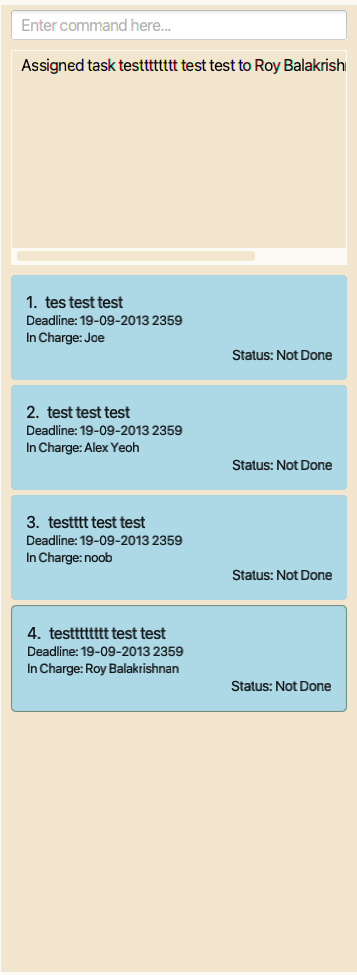 Enter command here...
Assigned task testttttttt test test to Roy Balakrish
1. tes test test
Deadline: 19-09-2013 2359
In Charge: Joe
Status: Not Done
2. test test test
Deadline: 19-09-2013 2359
In Charge: Alex Yeoh
Status: Not Done
3. testttt test test
Deadline: 19-09-2013 2359
In Charge: noob
Status: Not Done
4. testttttttt test test
Deadline: 19-09-2013 2359
In Charge: Roy Balakrishnan
Status: Not Done